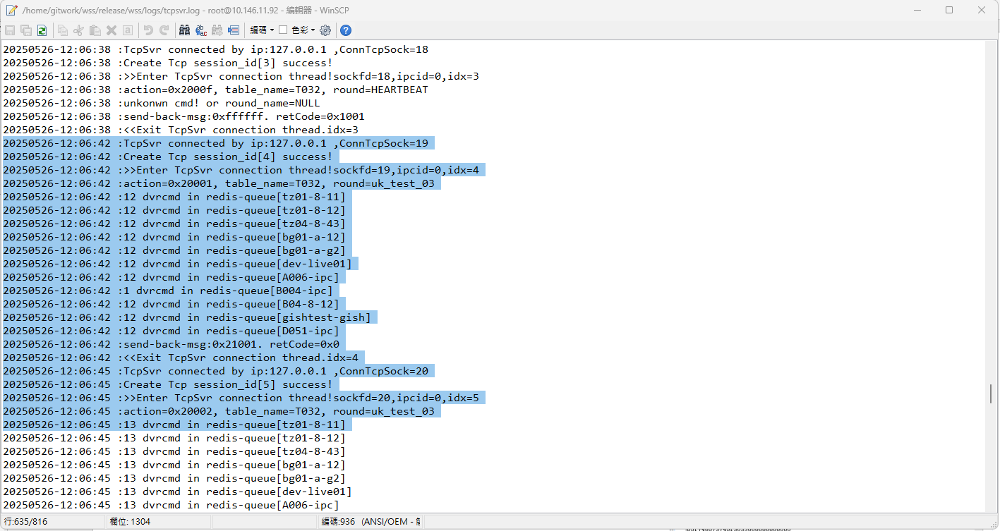 /home/gitwork/wss/release/wss/logs/tcpsvr.log - root@10.146.11.92 - 編輯器 - WinSCP
編碼 色彩
20250526-12:06:38 :TcpSvr connected by ip:127.0.0.1 ,ConnTcpSock=18
20250526-12:06:38 :Create Tcp session_id[3] success!
20250526-12:06:38 :>>Enter TcpSvr connection thread!sockfd=18,ipcid=0,idx=3
20250526-12:06:38 :action=0x2000f, table_name=T032, round=HEARTBEAT
20250526-12:06:38 :unkonwn cmd! or round_name=NULL
20250526-12:06:38 :send-back-msg:0xffffff. retCode=0x1001
20250526-12:06:38 :<<Exit TcpSvr connection thread.idx=3
20250526-12:06:42 :TcpSvr connected by ip:127.0.0.1 ,ConnTcpSock=19
20250526-12:06:42 :Create Tcp session_id[4] success!
20250526-12:06:42 :>>Enter TcpSvr connection thread!sockfd=19,ipcid=0,idx=4
20250526-12:06:42 :action=0x20001, table_name=T032, round=uk_test_03
20250526-12:06:42 :12 dvrcmd in redis-queue[tz01-8-11]
20250526-12:06:42 :12 dvrcmd in redis-queue[tz01-8-12]
20250526-12:06:42 :12 dvrcmd in redis-queue[tz04-8-43]
20250526-12:06:42 :12 dvrcmd in redis-queue[bg01-a-12]
20250526-12:06:42 :12 dvrcmd in redis-queue[bg01-a-g2]
20250526-12:06:42 :12 dvrcmd in redis-queue[dev-live01]
20250526-12:06:42 :12 dvrcmd in redis-queue[A006-ipc]
20250526-12:06:42 :1 dvrcmd in redis-queue[B004-ipc]
20250526-12:06:42 :12 dvrcmd in redis-queue[B04-8-12]
20250526-12:06:42 :12 dvrcmd in redis-queue[gishtest-gish]
20250526-12:06:42 :12 dvrcmd in redis-queue[D051-ipc]
20250526-12:06:42 :send-back-msg:0x21001. retCode=0x0
20250526-12:06:42 :<<Exit TcpSvr connection thread.idx=4
20250526-12:06:45 :TcpSvr connected by ip:127.0.0.1 ,ConnTcpSock=20
20250526-12:06:45 :Create Tcp session_id[5] success!
20250526-12:06:45 :>>Enter TcpSvr connection thread!sockfd=20,ipcid=0,idx=5
20250526-12:06:45 :action=0x20002, table_name=T032, round=uk_test_03
20250526-12:06:45 :13 dvrcmd in redis-queue[tz01-8-11]
20250526-12:06:45 :13 dvrcmd in redis-queue[tz01-8-12]
20250526-12:06:45 :13 dvrcmd in redis-queue[tz04-8-43]
20250526-12:06:45 :13 dvrcmd in redis-queue[bg01-a-12]
20250526-12:06:45 :13 dvrcmd in redis-queue[bg01-a-g2]
20250526-12:06:45 :13 dvrcmd in redis-queue[dev-live01]
20250526-12:06:45 :13 dvrcmd in redis-queue[A006-ipc]
行:635/816 欄位: 1304 編碼:936 (ANSI/OEM -